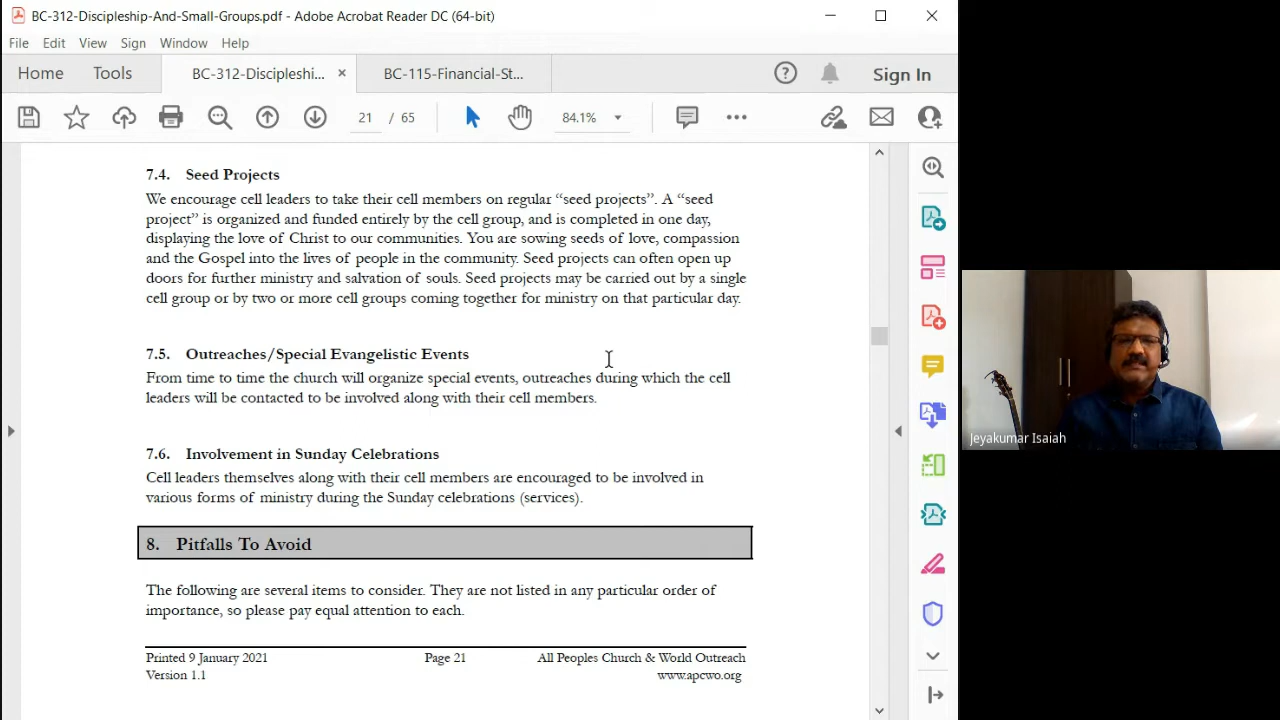 BC-312-Discipleship-And-Small-Groups.pdf - Adobe Acrobat Reader DC (64-bit)
File Edit View Sign Window Help
Home Tools BC-312-Discipleshi... × BC-115-Financial-St... Sign In
21 / 65 84.1%
7.4. Seed Projects
We encourage cell leaders to take their cell members on regular “seed projects”. A “seed
project” is organized and funded entirely by the cell group, and is completed in one day,
displaying the love of Christ to our communities. You are sowing seeds of love, compassion
and the Gospel into the lives of people in the community. Seed projects can often open up
doors for further ministry and salvation of souls. Seed projects may be carried out by a single
cell group or by two or more cell groups coming together for ministry on that particular day.
7.5. Outreaches/Special Evangelistic Events
From time to time the church will organize special events, outreaches during which the cell
leaders will be contacted to be involved along with their cell members.
7.6. Involvement in Sunday Celebrations
Cell leaders themselves along with their cell members are encouraged to be involved in
various forms of ministry during the Sunday celebrations (services).
8. Pitfalls To Avoid
The following are several items to consider. They are not listed in any particular order of
importance, so please pay equal attention to each.
Printed 9 January 2021 Page 21 All Peoples Church & World Outreach
Version 1.1 www.apcwo.org
Jeyakumar Isaiah